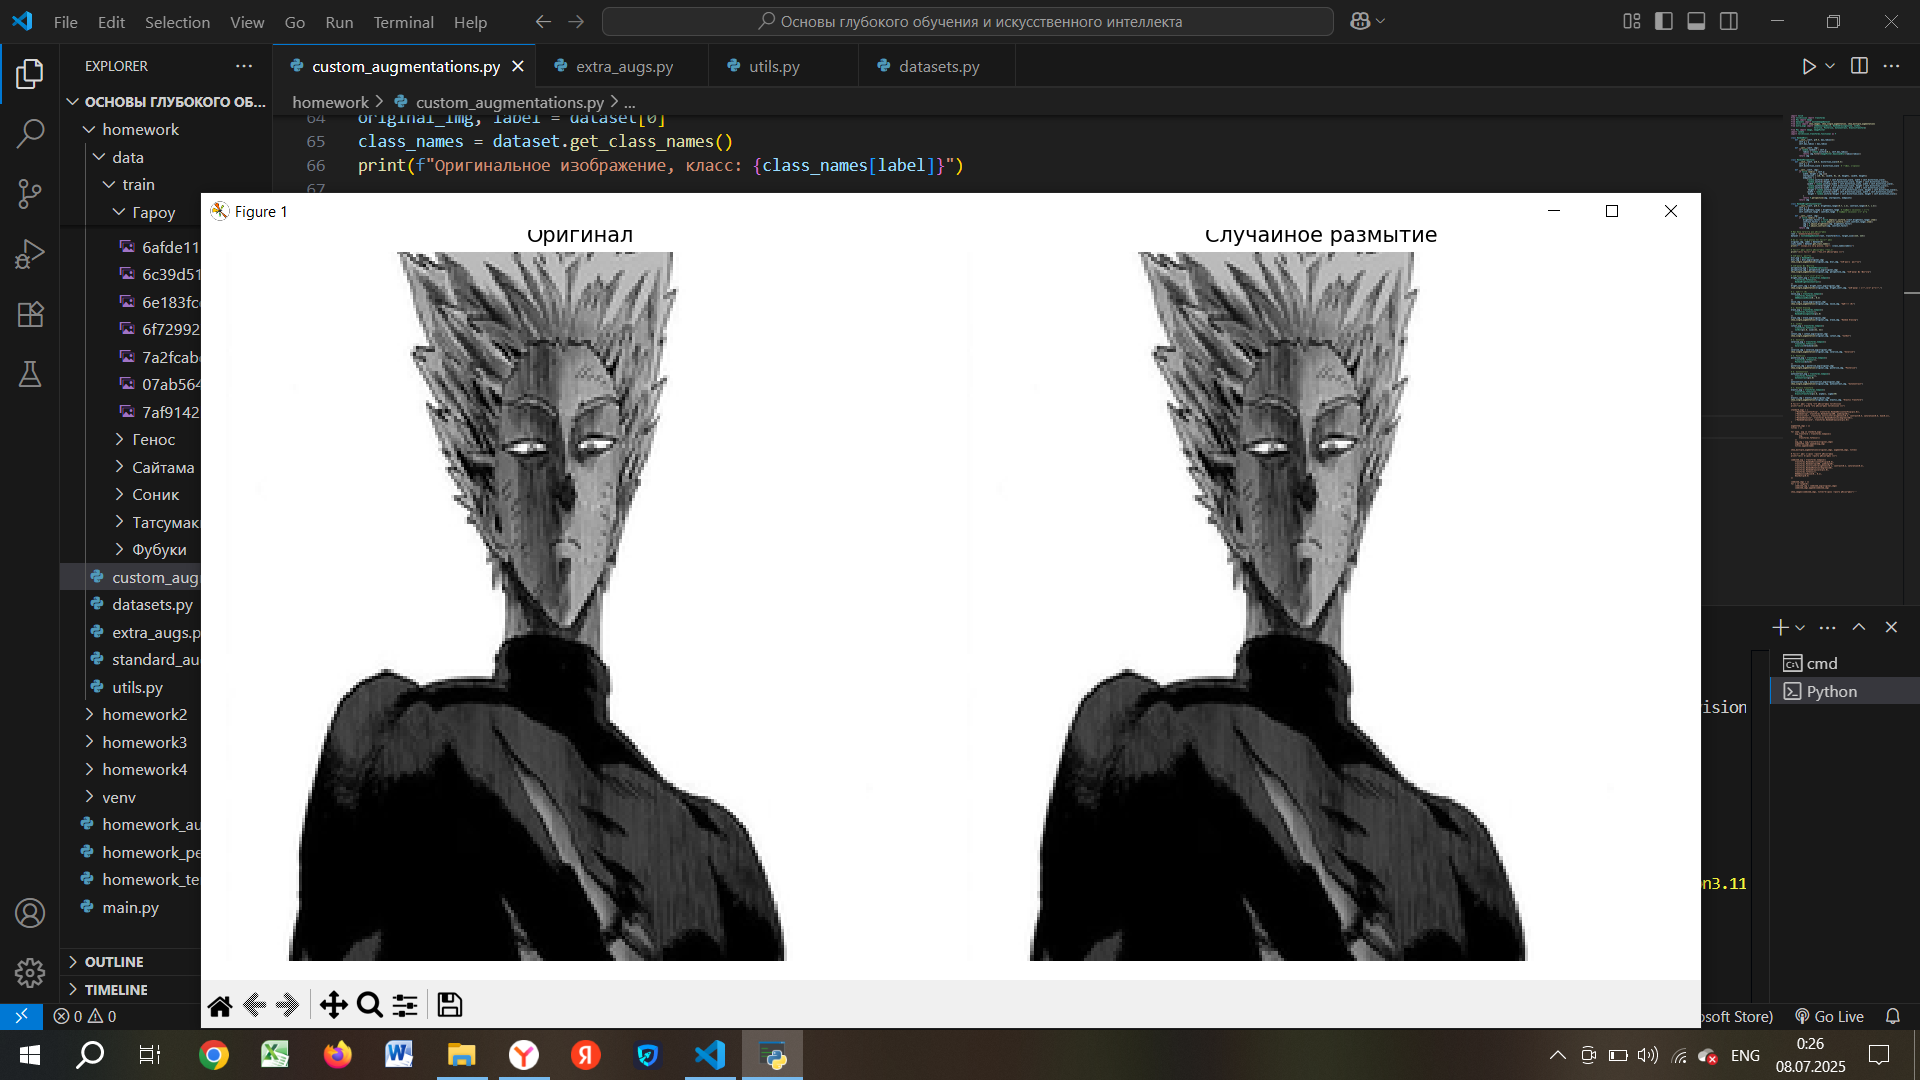 File Edit Selection View Go Run Terminal Help
Основы глубокого обучения и искусственного интеллекта
EXPLORER
custom_augmentations.py
extra_augs.py
utils.py
datasets.py
ОСНОВЫ ГЛУБОКОГО ОБ...
homework
data
train
Гароу
6afde11
6c39d51
6e183fc
6f72992
7a2fcab
07ab564
7af9142
Генос
Сайтама
Соник
Татсумак
Фубуки
custom_aug
datasets.py
extra_augs.p
standard_au
utils.py
homework2
homework3
homework4
venv
homework_au
homework_pe
homework_te
main.py
OUTLINE
TIMELINE
homework > custom_augmentations.py > ...
64 original_img, label = dataset[0]
65 class_names = dataset.get_class_names()
66 print(f"Оригинальное изображение, класс: {class_names[label]}")
67
Figure 1
Оригинал
Случайное размытие
cmd
Python
ision
n3.11
0 0
osoft Store)
Go Live
ENG
0:26
08.07.2025